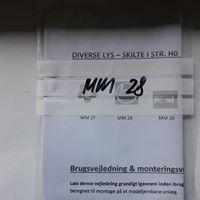 DIVERSE LYS – SKILTE I STR. H0
MM 28
MM 27 MM 28 MM 25
Brugsvejledning & monteringsv
Læs denne vejledning grundigt igennem inden ibrug
beregnet til montage på et modeljernbane-anlæg.